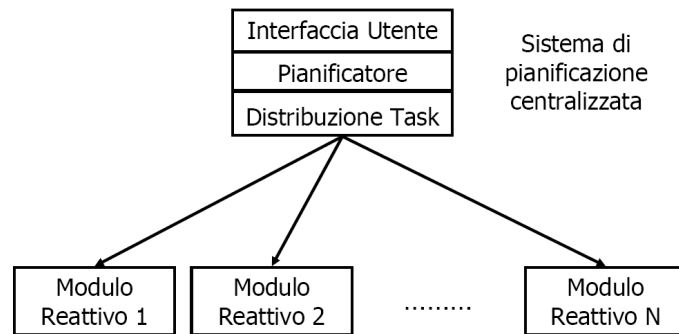 Interfaccia Utente
Pianificatore
Distribuzione Task
Sistema di
pianificazione
centralizzata
Modulo
Reattivo 1
Modulo
Reattivo 2
.........
Modulo
Reattivo N